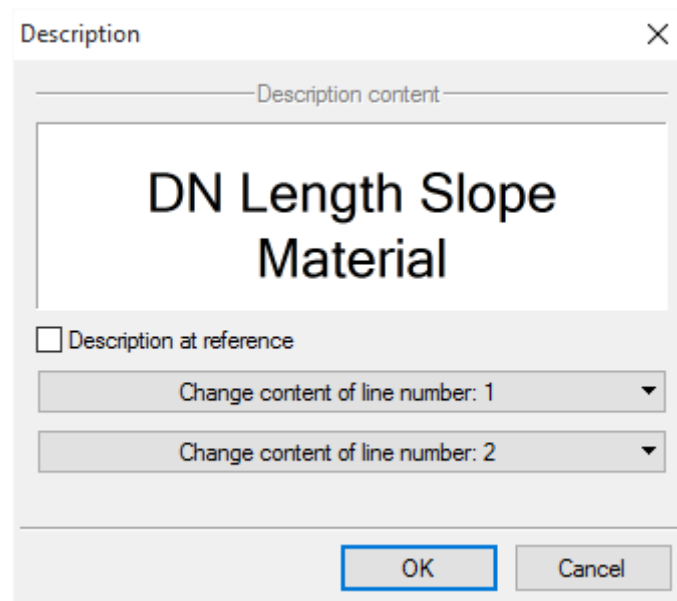 Description
Description content
DN Length Slope
Material
Description at reference
Change content of line number: 1
Change content of line number: 2
OK Cancel